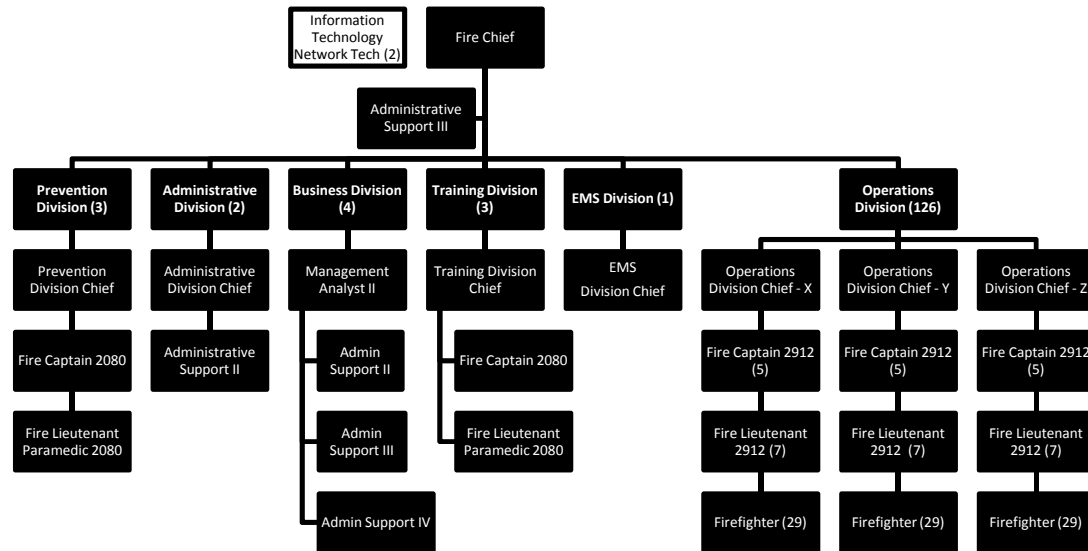 Information
Technology
Network Tech (2)
Fire Chief
Administrative
Support III
Prevention
Division (3)
Administrative
Division (2)
Business Division
(4)
Training Division
(3)
EMS Division (1)
Operations
Division (126)
Prevention
Division Chief
Administrative
Division Chief
Management
Analyst II
Training Division
Chief
EMS
Division Chief
Operations
Division Chief - X
Operations
Division Chief - Y
Operations
Division Chief - Z
Fire Captain 2080
Administrative
Support II
Admin
Support II
Fire Captain 2080
Fire Captain 2912
(5)
Fire Captain 2912
(5)
Fire Captain 2912
(5)
Fire Lieutenant
Paramedic 2080
Admin
Support III
Fire Lieutenant
Paramedic 2080
Fire Lieutenant
2912 (7)
Fire Lieutenant
2912 (7)
Fire Lieutenant
2912 (7)
Admin Support IV
Firefighter (29)
Firefighter (29)
Firefighter (29)